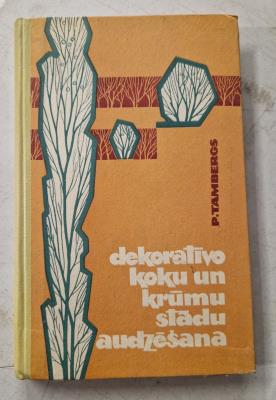 P. TAMBERGS
dekoratīvo
koku un
krūmu
stādu
audzēšana